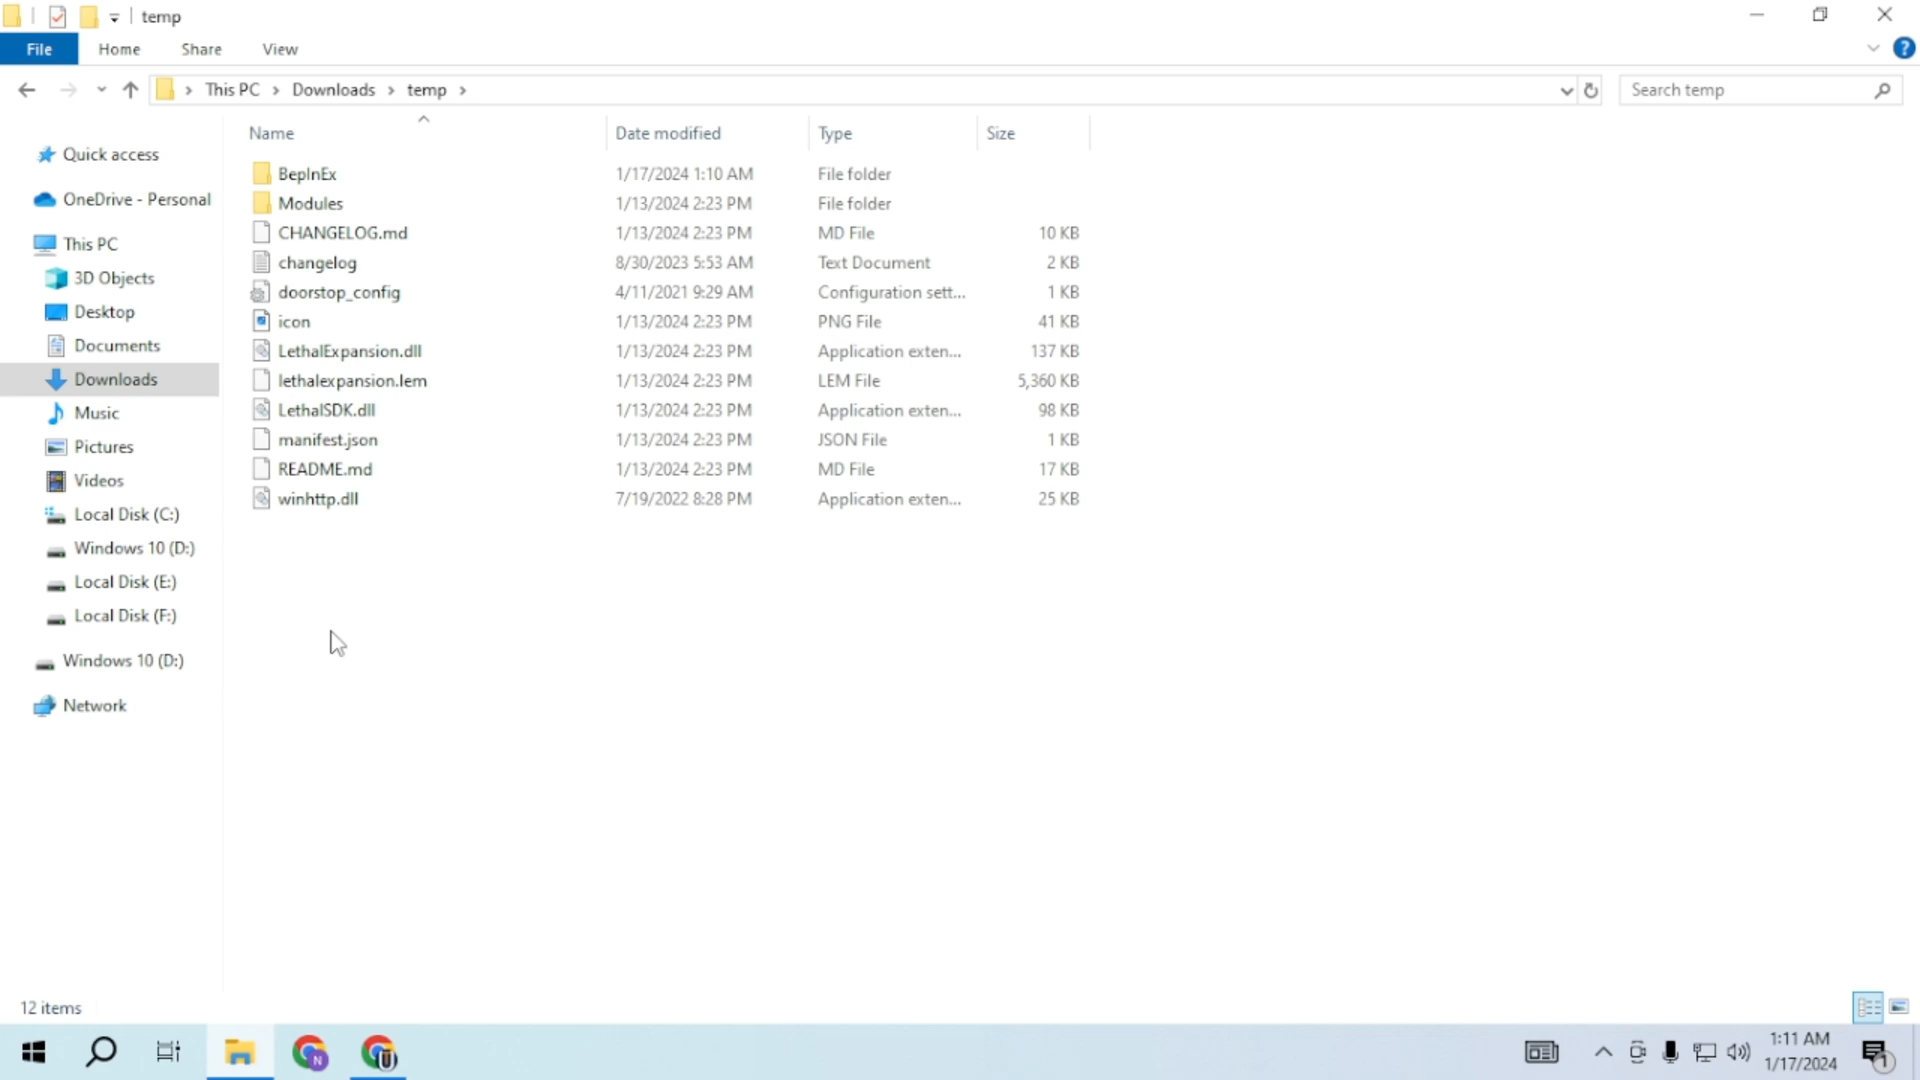 temp
File Home Share View
This PC Downloads temp
Search temp
Name Date modified Type Size
Quick access
OneDrive - Personal
This PC
3D Objects
Desktop
Documents
Downloads
Music
Pictures
Videos
Local Disk (C:)
Windows 10 (D:)
Local Disk (E:)
Local Disk (F:)
Windows 10 (D:)
Network
BepInEx 1/17/2024 1:10 AM File folder
Modules 1/13/2024 2:23 PM File folder
CHANGELOG.md 1/13/2024 2:23 PM MD File 10 KB
changelog 8/30/2023 5:53 AM Text Document 2 KB
doorstop_config 4/11/2021 9:29 AM Configuration sett... 1 KB
icon 1/13/2024 2:23 PM PNG File 41 KB
LethalExpansion.dll 1/13/2024 2:23 PM Application exten... 137 KB
lethalexpansion.lem 1/13/2024 2:23 PM LEM File 5,360 KB
LethalSDK.dll 1/13/2024 2:23 PM Application exten... 98 KB
manifest.json 1/13/2024 2:23 PM JSON File 1 KB
README.md 1/13/2024 2:23 PM MD File 17 KB
winhttp.dll 7/19/2022 8:28 PM Application exten... 25 KB
12 items
N
U
1:11 AM
1/17/2024
1